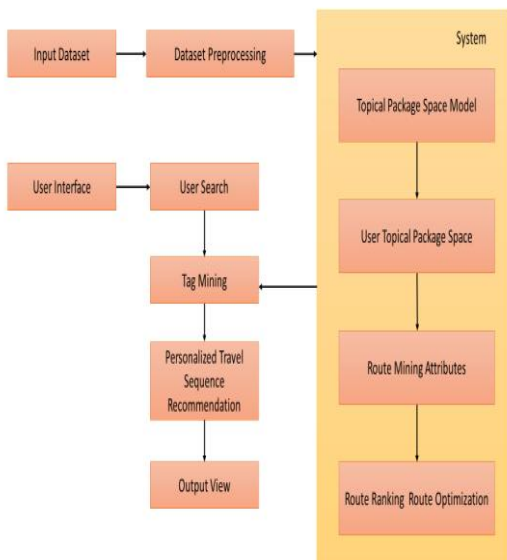 System
Input Dataset
Dataset Preprocessing
Topical Package Space Model
User Interface
User Search
User Topical Package Space
Tag Mining
Personalized Travel
Sequence
Recommendation
Route Mining Attributes
Output View
Route Ranking Route Optimization